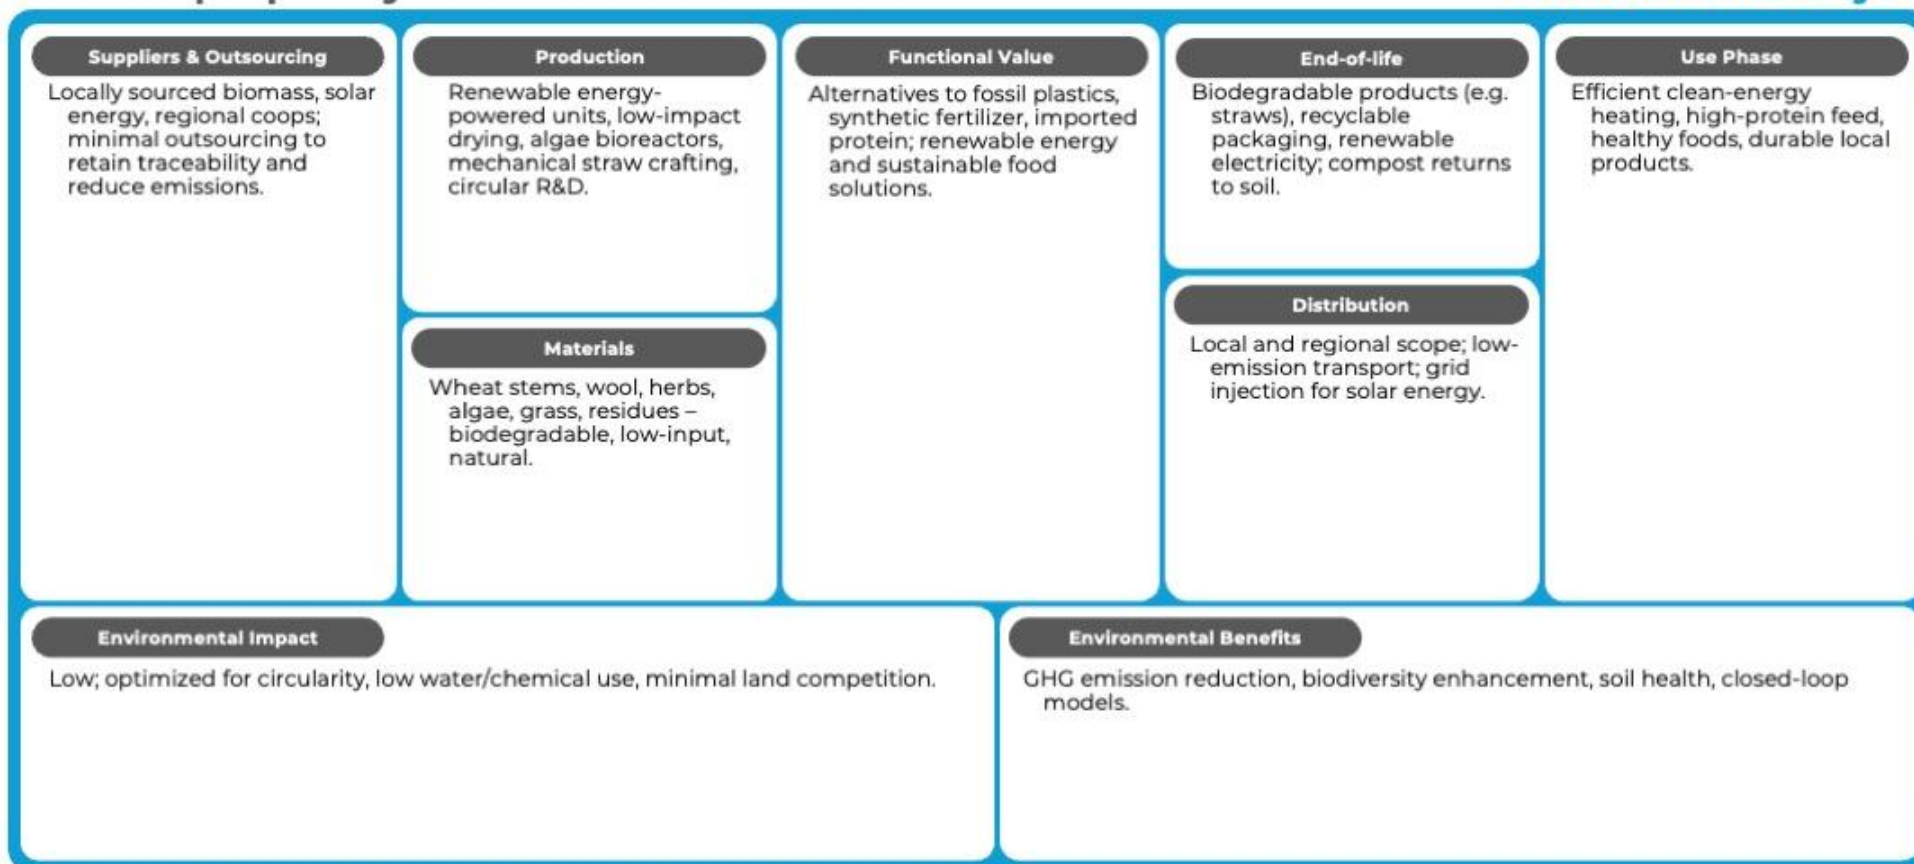 Suppliers & Outsourcing
Locally sourced biomass, solar
energy, regional coops;
minimal outsourcing to
retain traceability and
reduce emissions.
Production
Renewable energy-
powered units, low-impact
drying, algae bioreactors,
mechanical straw crafting,
circular R&D.
Materials
Wheat stems, wool, herbs,
algae, grass, residues –
biodegradable, low-input,
natural.
Functional Value
Alternatives to fossil plastics,
synthetic fertilizer, imported
protein; renewable energy
and sustainable food
solutions.
End-of-life
Biodegradable products (e.g.
straws), recyclable
packaging, renewable
electricity; compost returns
to soil.
Distribution
Local and regional scope; low-
emission transport; grid
injection for solar energy.
Use Phase
Efficient clean-energy
heating, high-protein feed,
healthy foods, durable local
products.
Environmental Impact
Low; optimized for circularity, low water/chemical use, minimal land competition.
Environmental Benefits
GHG emission reduction, biodiversity enhancement, soil health, closed-loop
models.